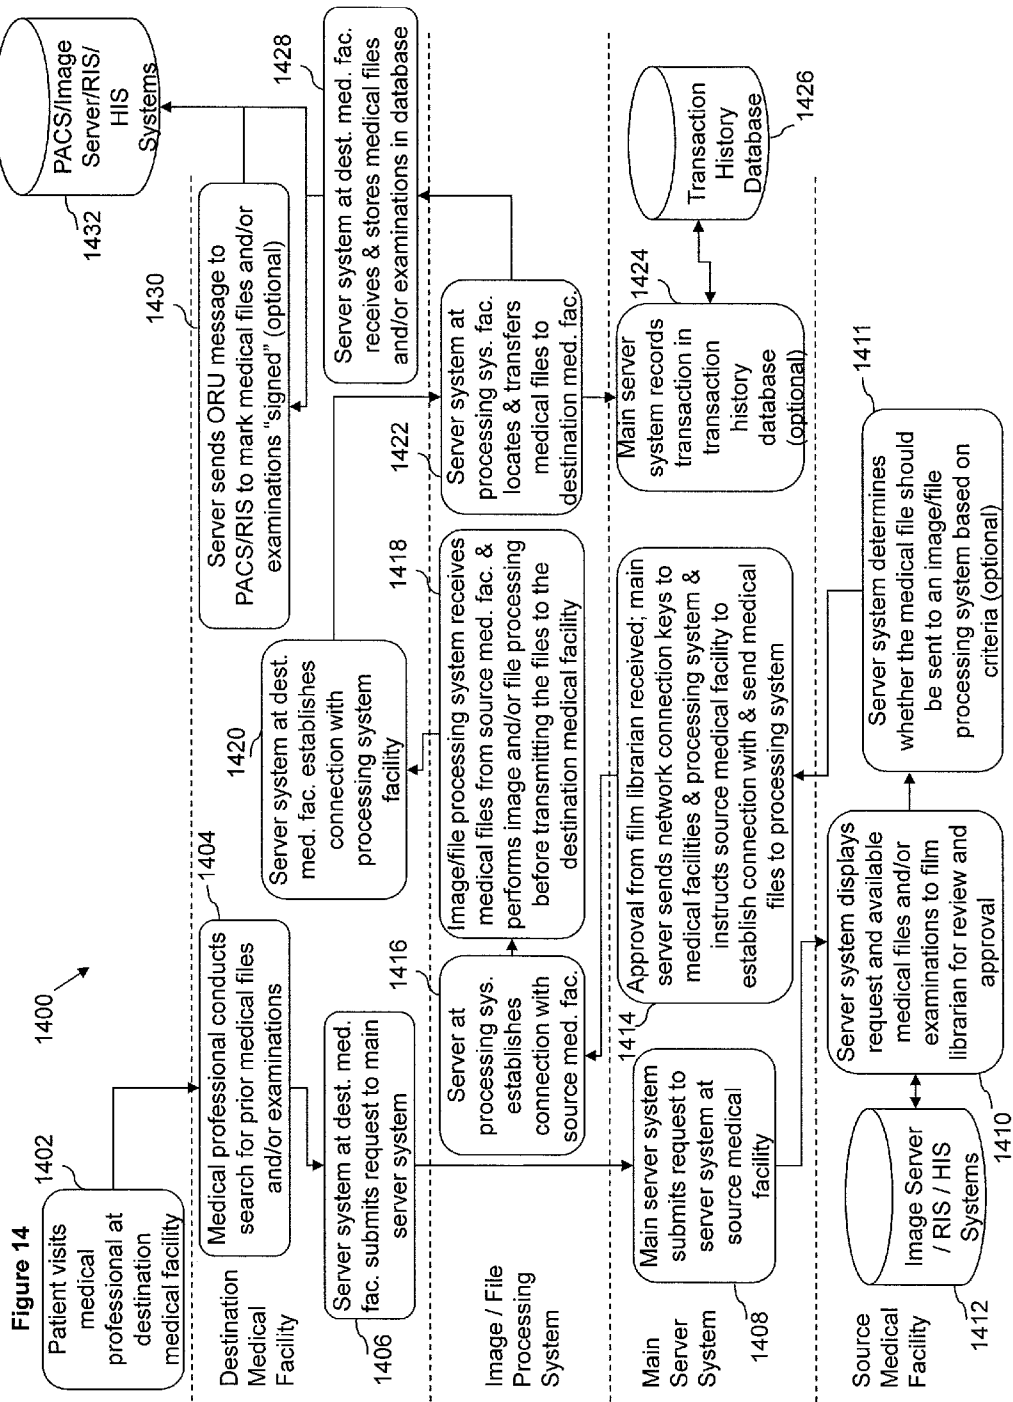 Figure 14
1400
1402
Patient visits
medical
professional at
destination
medical facility
Destination
Medical
Facility
1404
Medical professional conducts
search for prior medical files
and/or examinations
1406
Server system at dest. med.
fac. submits request to main
server system
1420
Server system at dest.
med. fac. establishes
connection with
processing system
facility
1430
Server sends ORU message to
PACS/RIS to mark medical files and/or
examinations “signed” (optional)
1428
Server system at dest. med. fac.
receives & stores medical files
and/or examinations in database
1432
PACS/Image
Server/RIS/
HIS
Systems
Image / File
Processing
System
1416
Server at
processing sys.
establishes
connection with
source med. fac.
1418
Image/file processing system receives
medical files from source med. fac. &
performs image and/or file processing
before transmitting the files to the
destination medical facility
1422
Server system at
processing sys. fac.
locates & transfers
medical files to
destination med. fac.
Main
Server
System
1408
Main server system
submits request to
server system at
source medical
facility
1414
Approval from film librarian received; main
server sends network connection keys to
medical facilities & processing system &
instructs source medical facility to
establish connection with & send medical
files to processing system
1424
Main server
system records
transaction in
transaction
history
database
(optional)
1426
Transaction
History
Database
Source
Medical
Facility
1412
Image Server
/ RIS / HIS
Systems
1410
Server system displays
request and available
medical files and/or
examinations to film
librarian for review and
approval
1411
Server system determines
whether the medical file should
be sent to an image/file
processing system based on
criteria (optional)